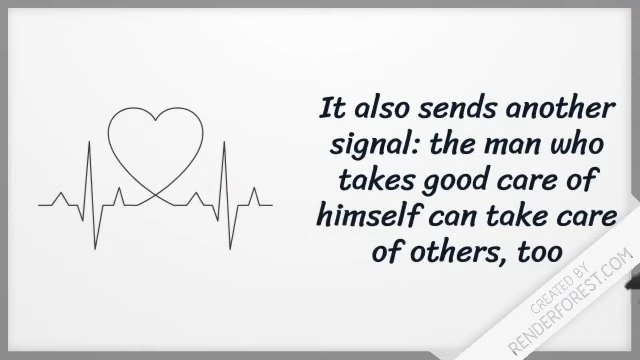 It also sends another
signal: the man who
takes good care of
himself can take care
of others, too
CREATED BY
RENDERFOREST.COM